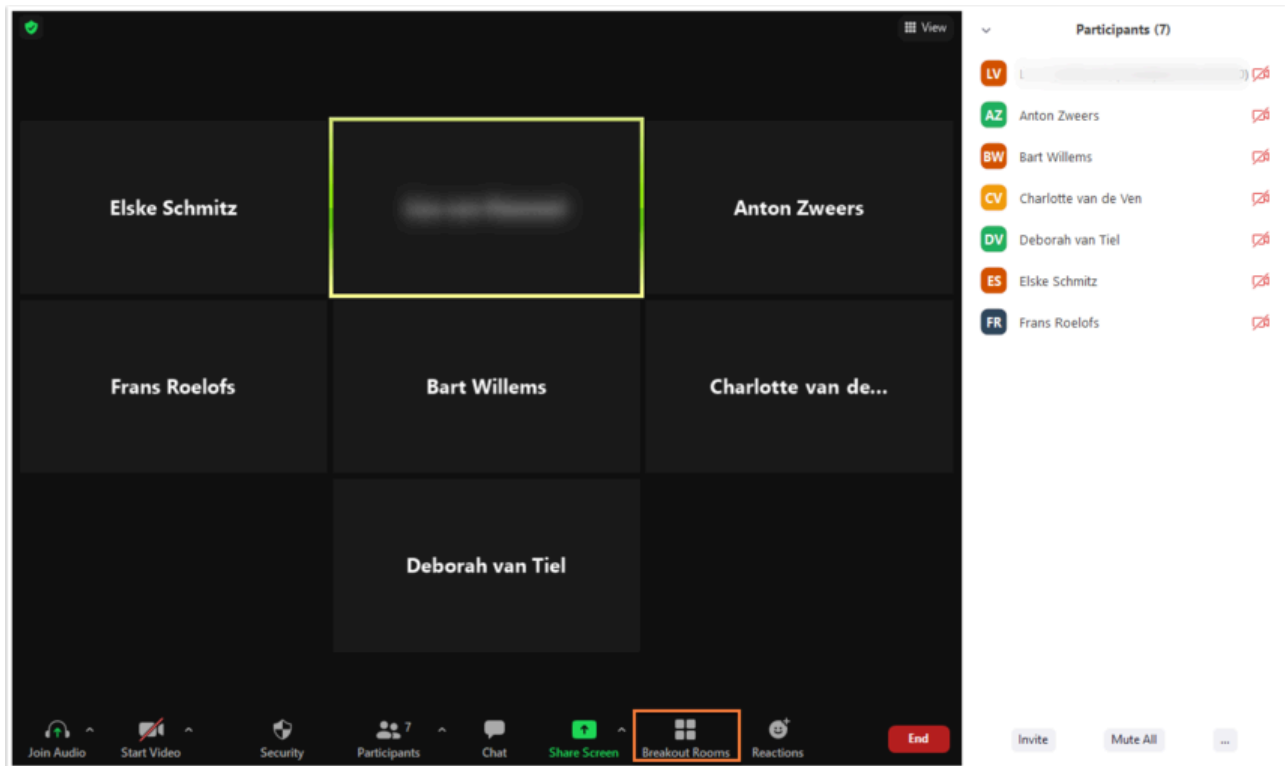 View
Elske Schmitz
Anton Zweers
Frans Roelofs
Bart Willems
Charlotte van de...
Deborah van Tiel
Join Audio
Start Video
Security
7
Participants
Chat
Share Screen
Breakout Rooms
Reactions
End
Participants (7)
LV
AZ Anton Zweers
BW Bart Willems
CV Charlotte van de Ven
DV Deborah van Tiel
ES Elske Schmitz
FR Frans Roelofs
Invite
Mute All
...